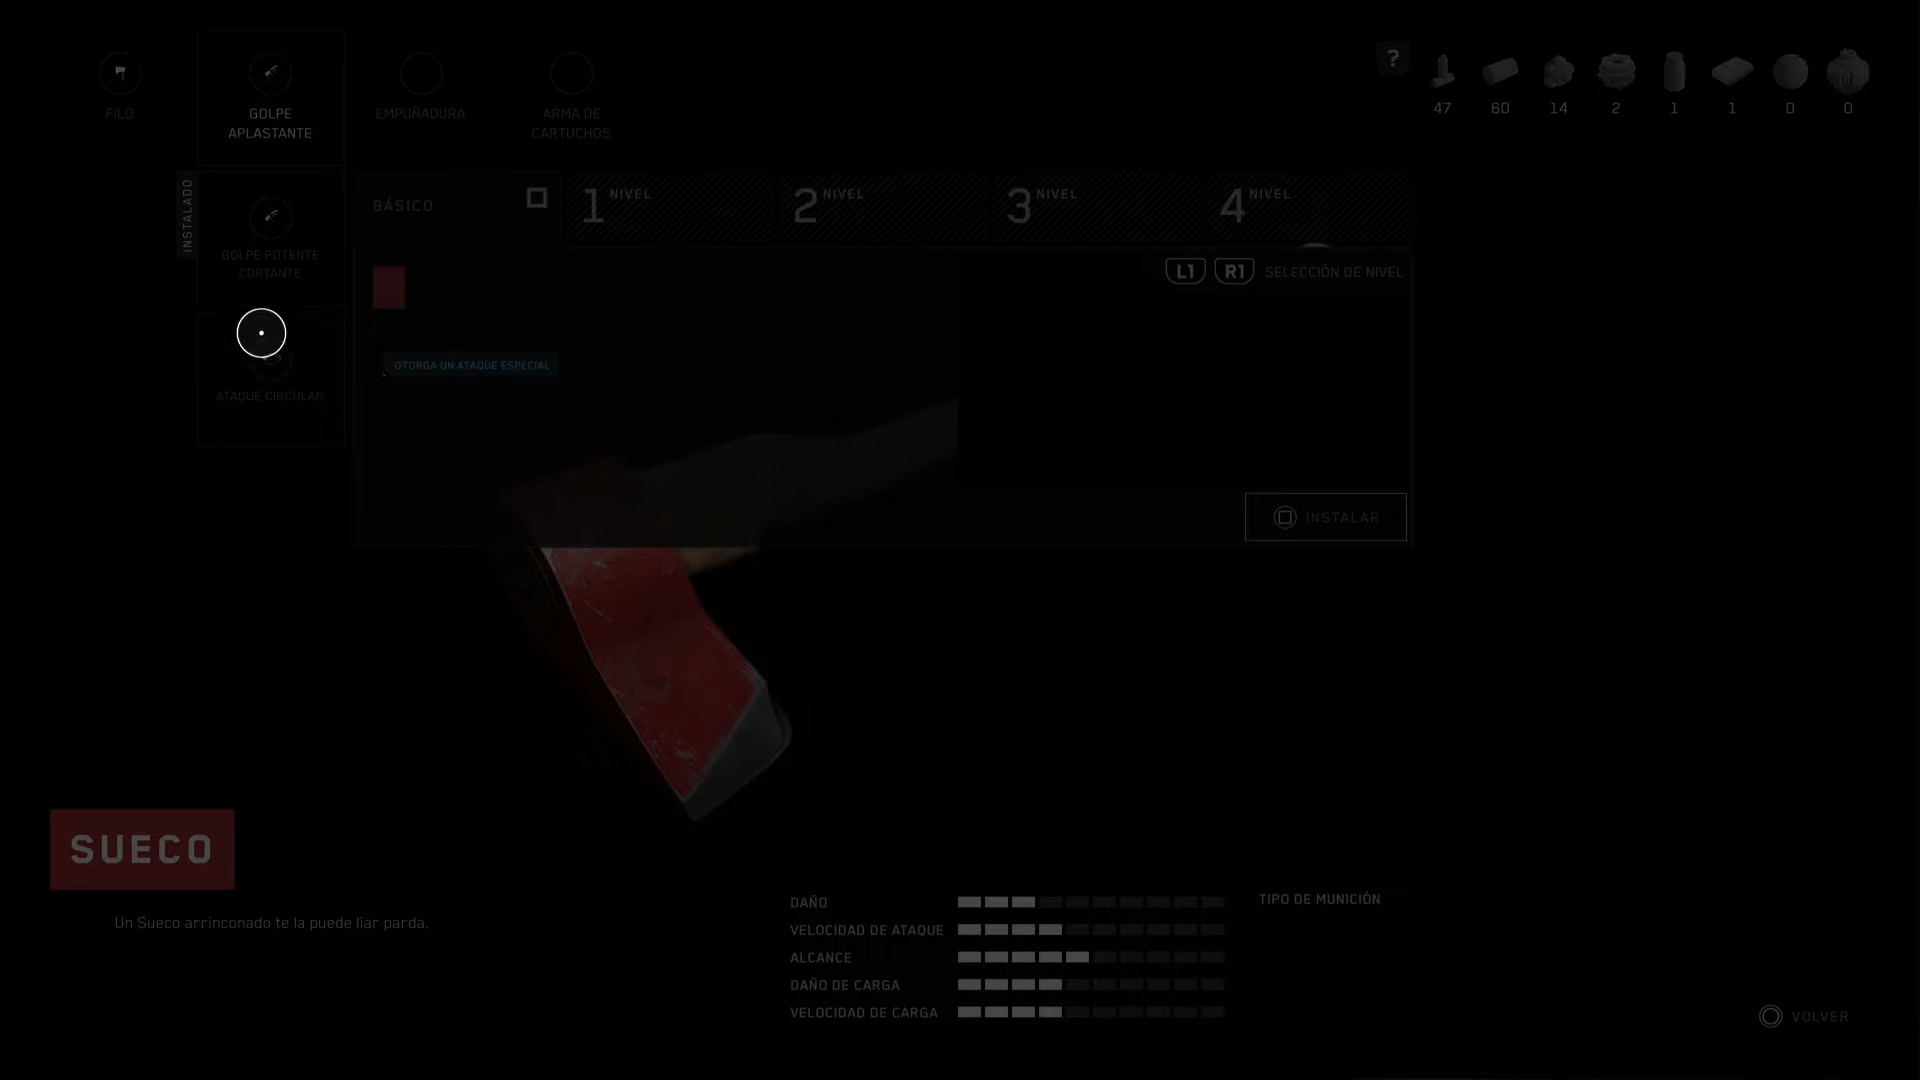 FILO
GOLPE
APLASTANTE
EMPUÑADURA
ARMA DE
CARTUCHOS
?
47 60 14 2 1 1 0 0
INSTALADO
GOLPE POTENTE
CORTANTE
ATAQUE CIRCULAR
BÁSICO
1 NIVEL
2 NIVEL
3 NIVEL
4 NIVEL
L1 R1 SELECCIÓN DE NIVEL
OTORGA UN ATAQUE ESPECIAL
INSTALAR
SUECO
Un Sueco arrinconado te la puede liar parda.
DAÑO
VELOCIDAD DE ATAQUE
ALCANCE
DAÑO DE CARGA
VELOCIDAD DE CARGA
TIPO DE MUNICIÓN
VOLVER